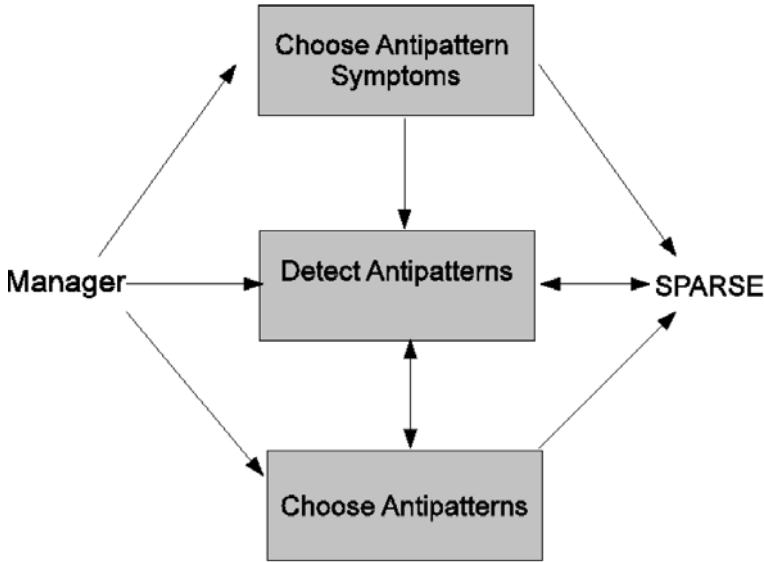 Choose Antipattern
Symptoms
Manager
Detect Antipatterns
SPARSE
Choose Antipatterns